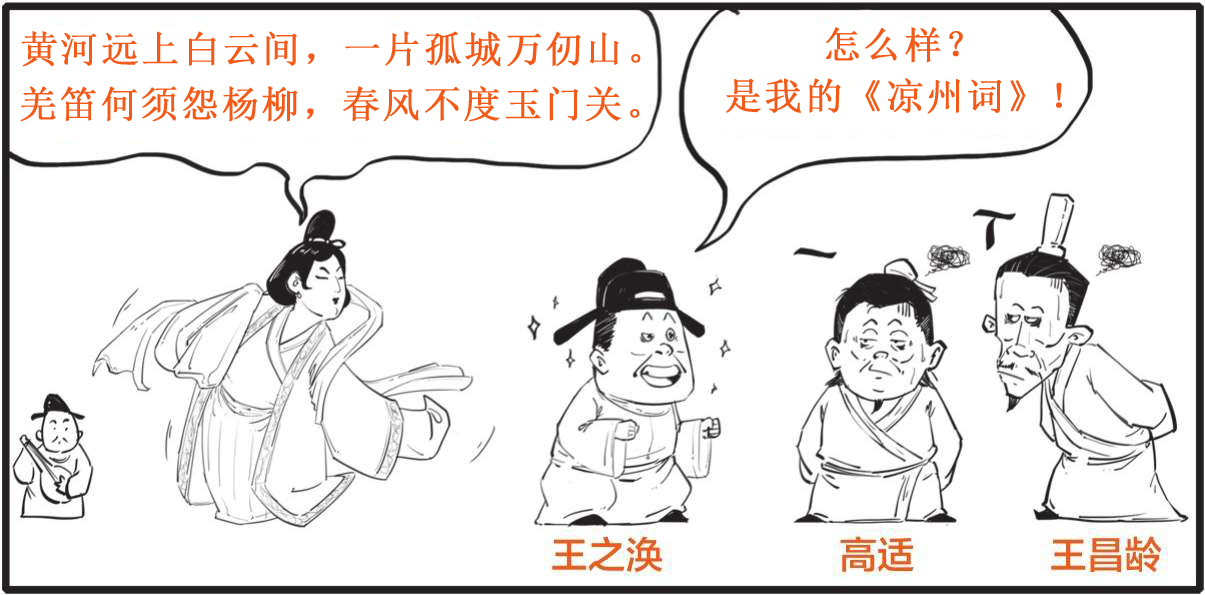 黄河远上白云间，一片孤城万仞山。
羌笛何须怨杨柳，春风不度玉门关。
怎么样？
是我的《凉州词》！
一
丅
王之涣
高适
王昌龄